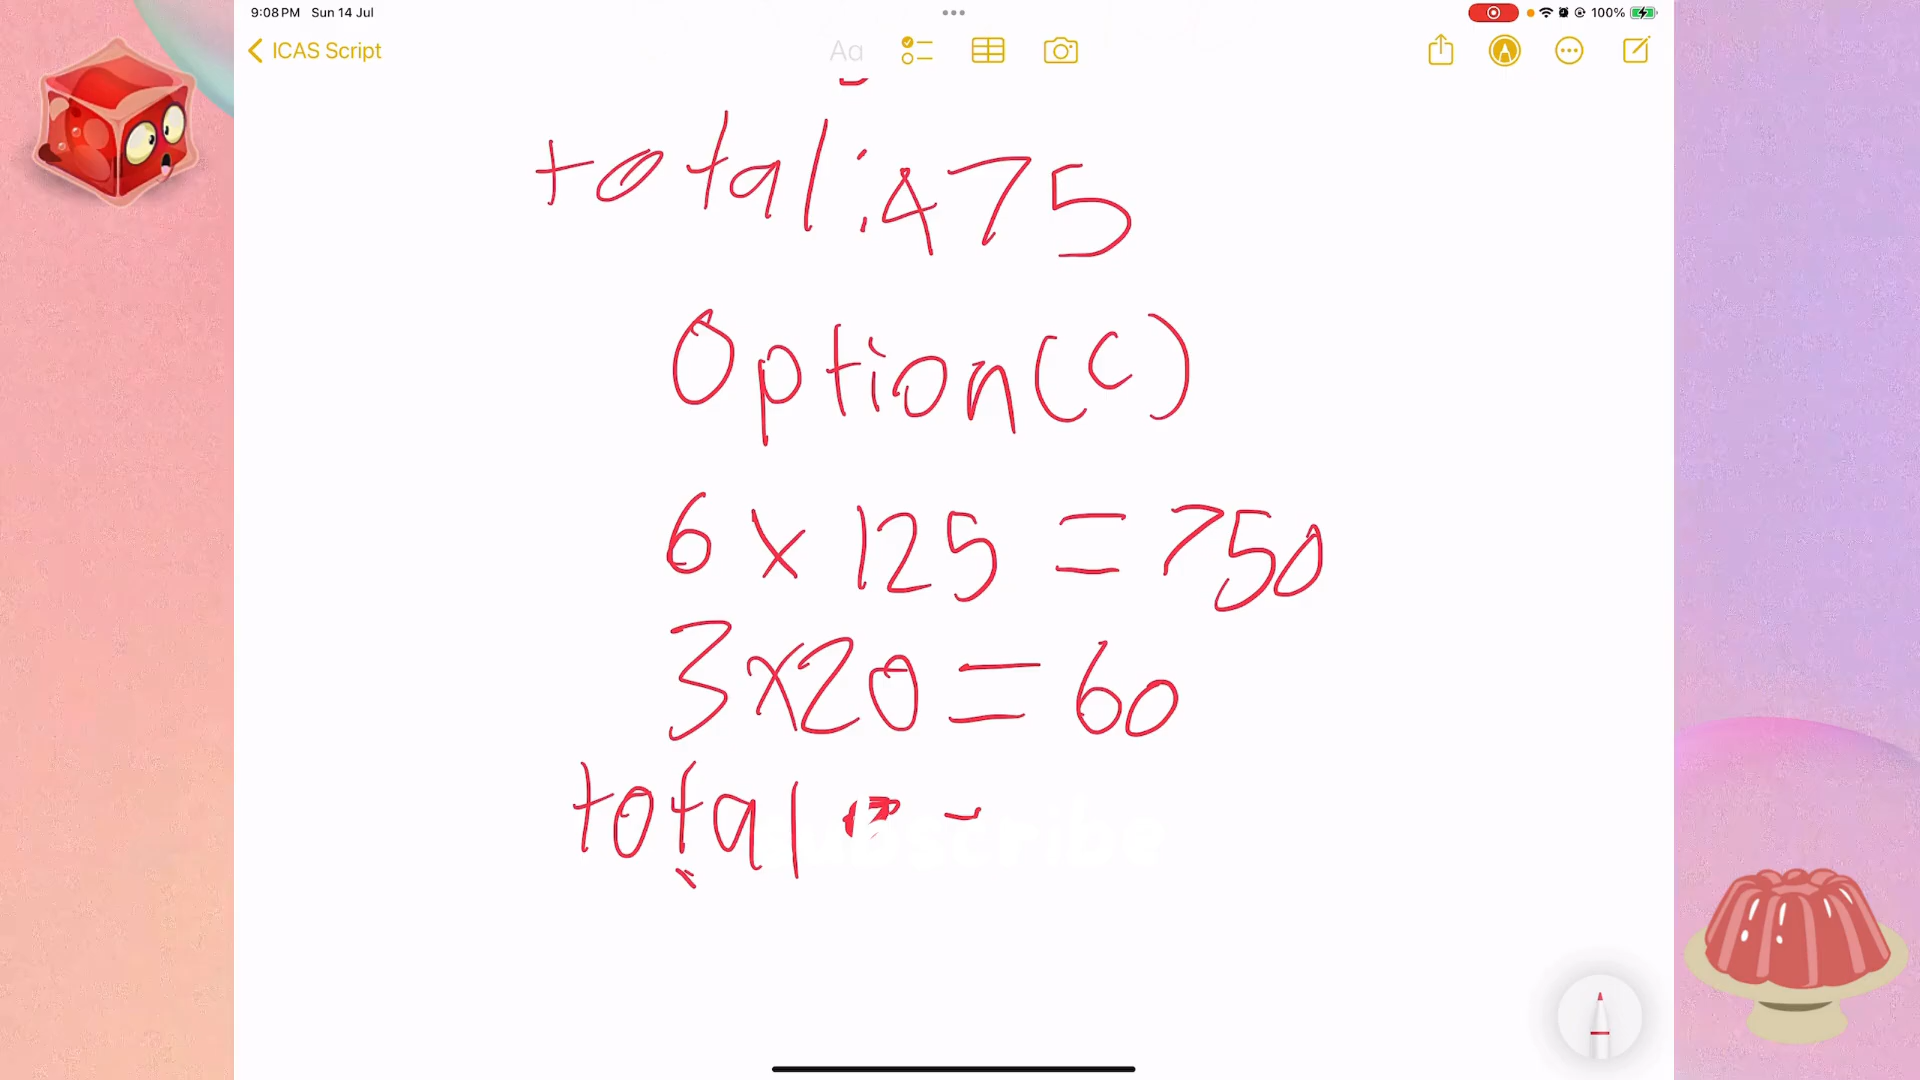 9:08 PM Sun 14 Jul
100%
ICAS Script
Aa
total: 475
Option(C)
6 x 125 = 750
3x20 = 60
total
subscribe